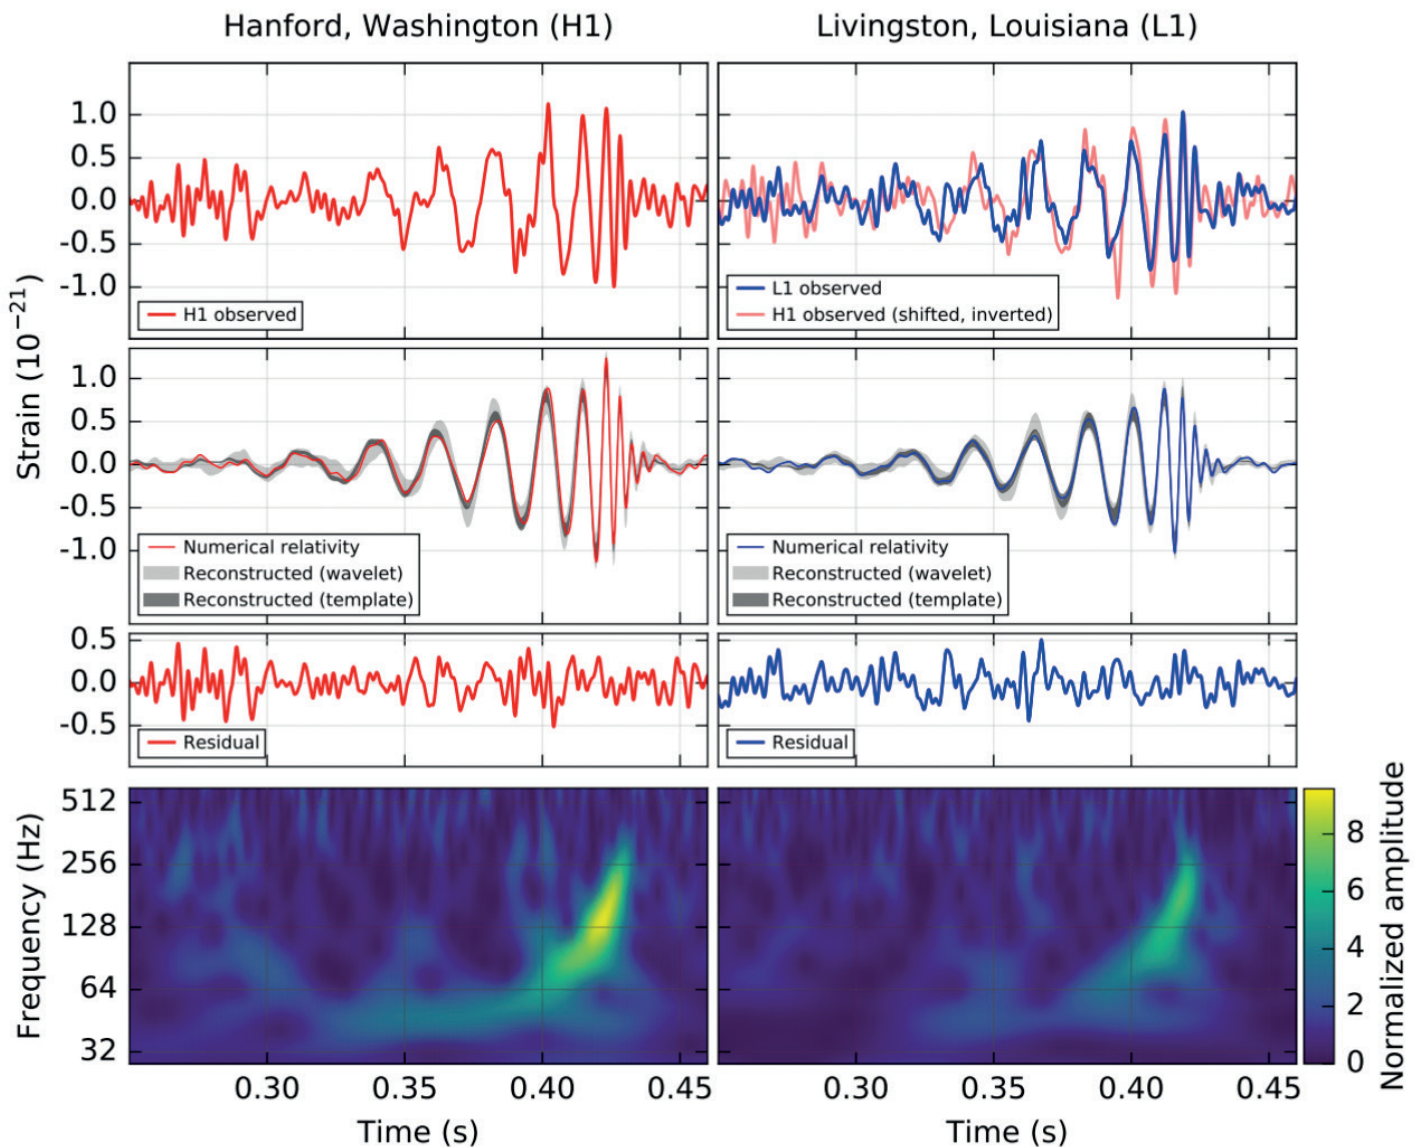 Hanford, Washington (H1)
Livingston, Louisiana (L1)
Strain (10⁻²¹)
1.0
0.5
0.0
-0.5
-1.0
H1 observed
L1 observed
H1 observed (shifted, inverted)
1.0
0.5
0.0
-0.5
-1.0
Numerical relativity
Reconstructed (wavelet)
Reconstructed (template)
Numerical relativity
Reconstructed (wavelet)
Reconstructed (template)
0.5
0.0
-0.5
Residual
Residual
Frequency (Hz)
512
256
128
64
32
Normalized amplitude
8
6
4
2
0
0.30 0.35 0.40 0.45
0.30 0.35 0.40 0.45
Time (s)
Time (s)